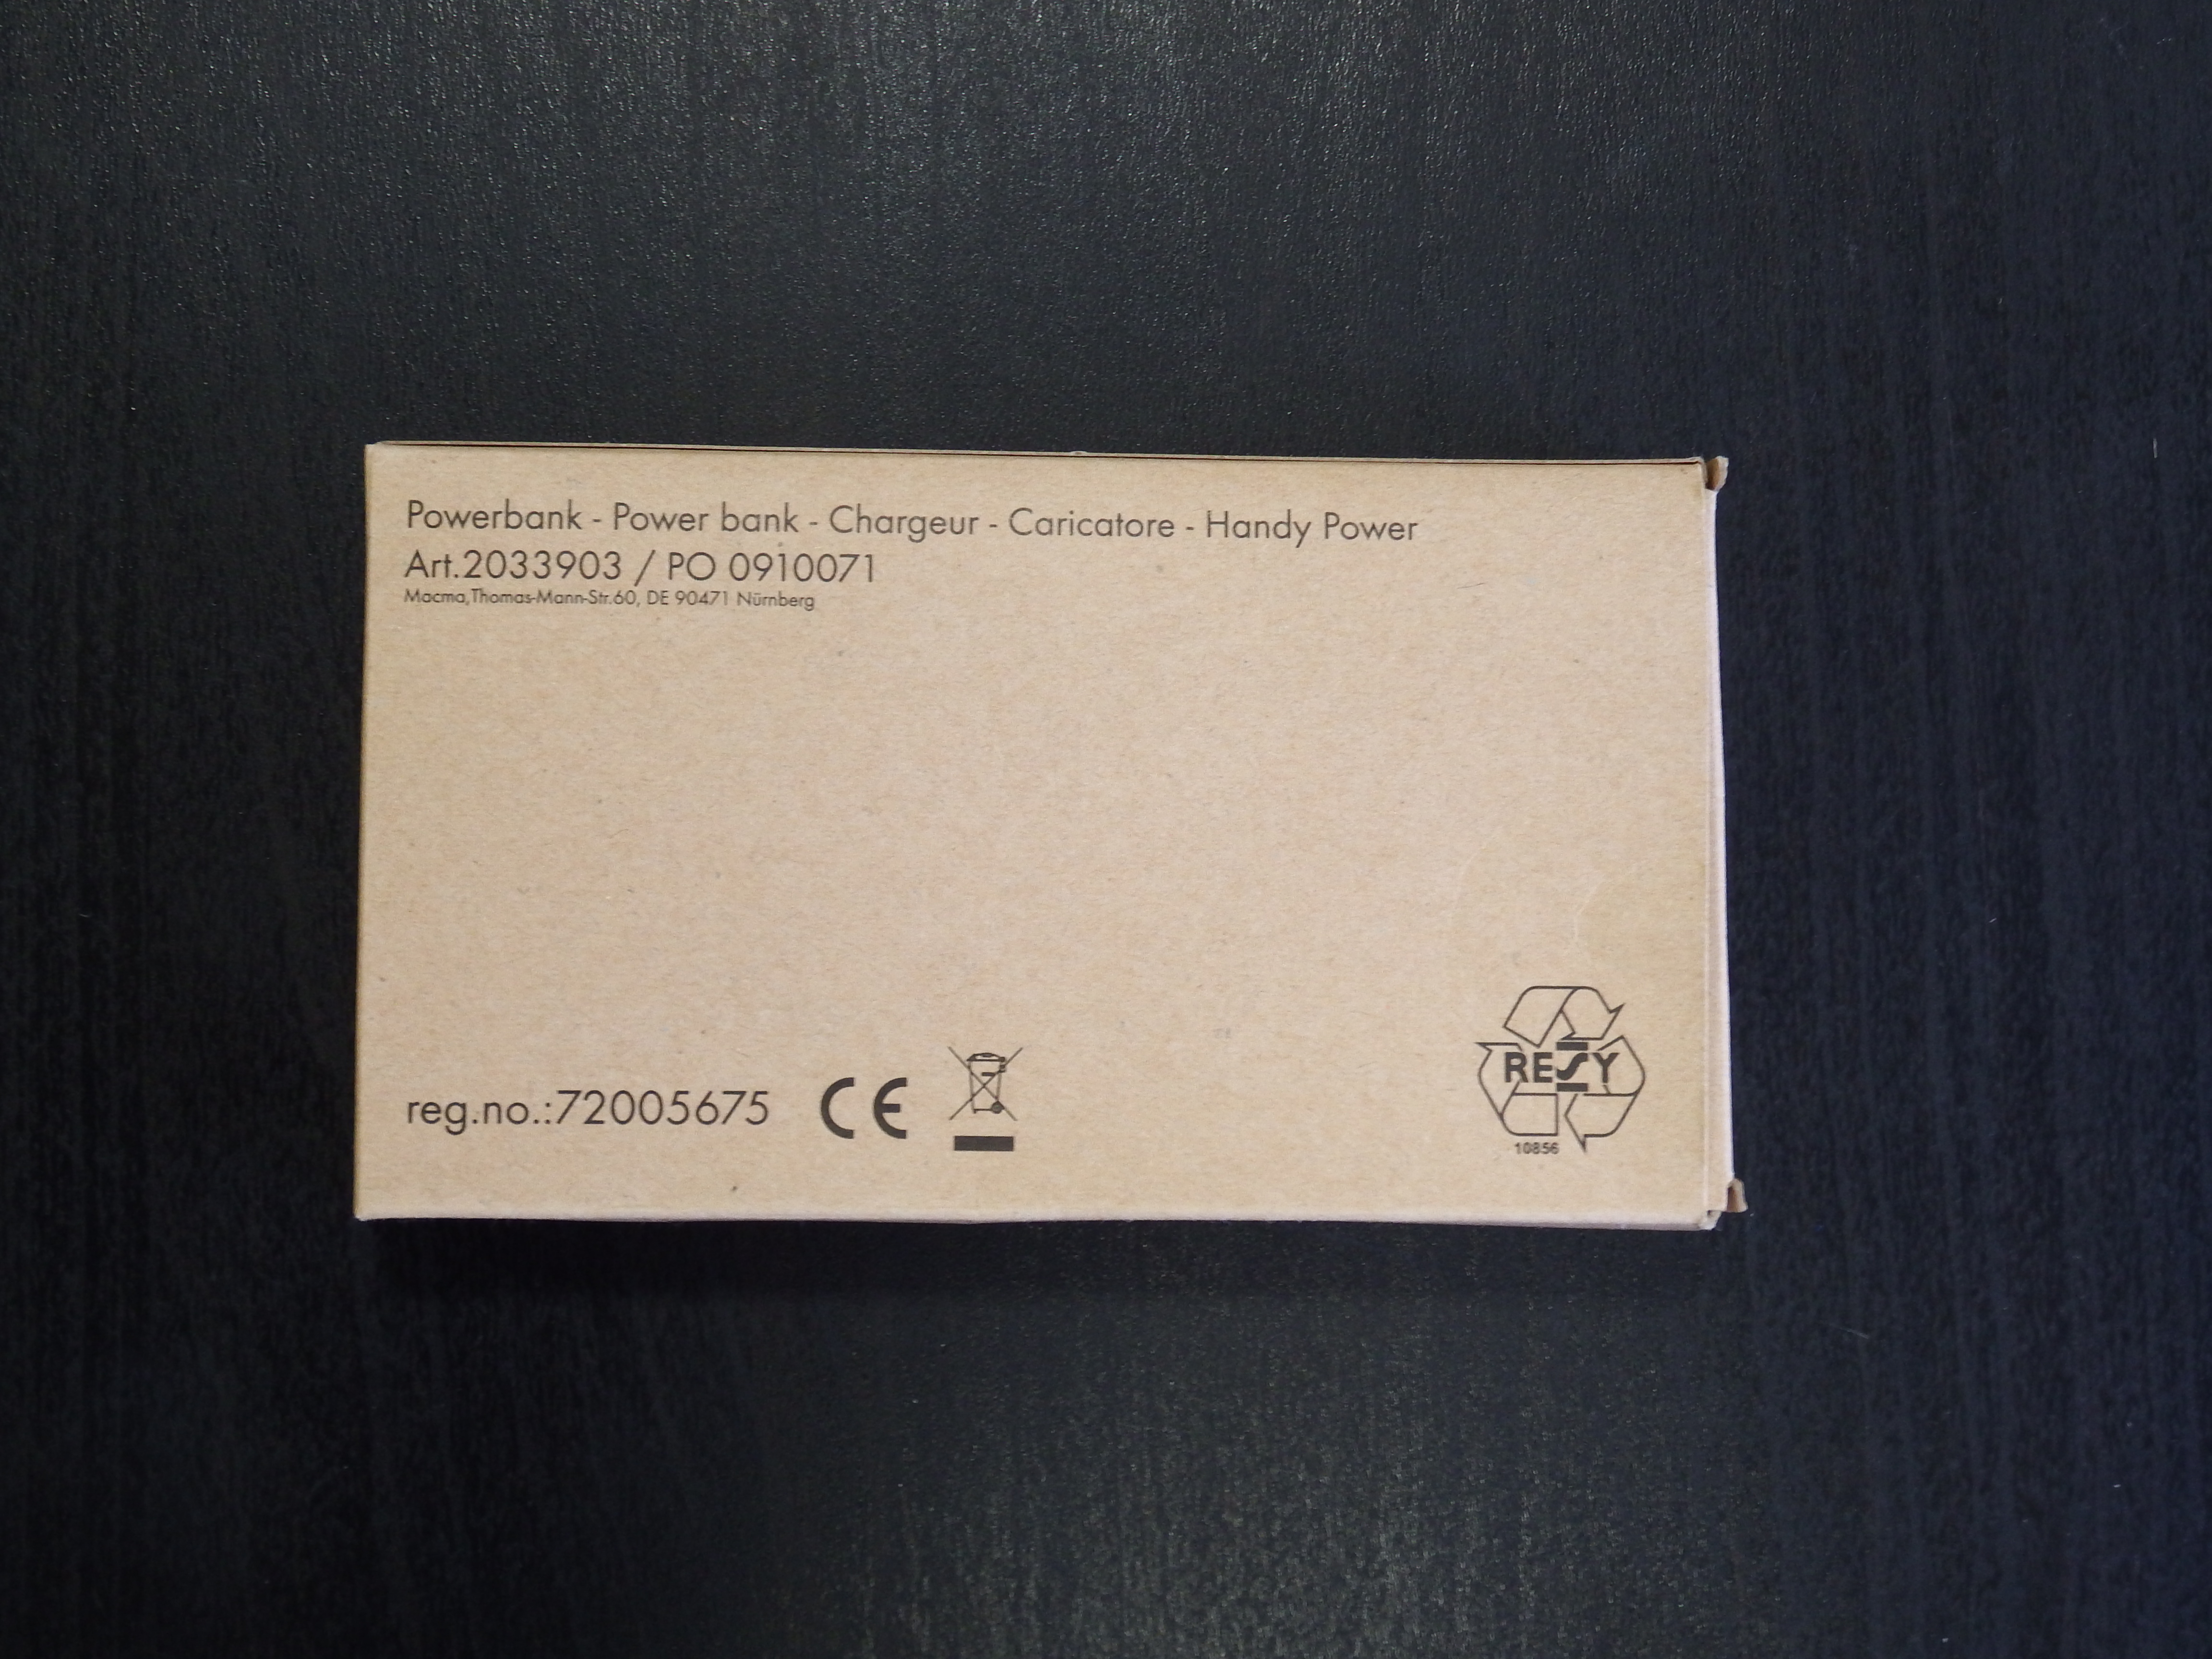 Powerbank - Power bank - Chargeur - Caricatore - Handy Power
Art.2033903 / PO 0910071
Macma,Thomas-Mann-Str.60, DE 90471 Nürnberg
reg.no.:72005675 CE
RESY
10856